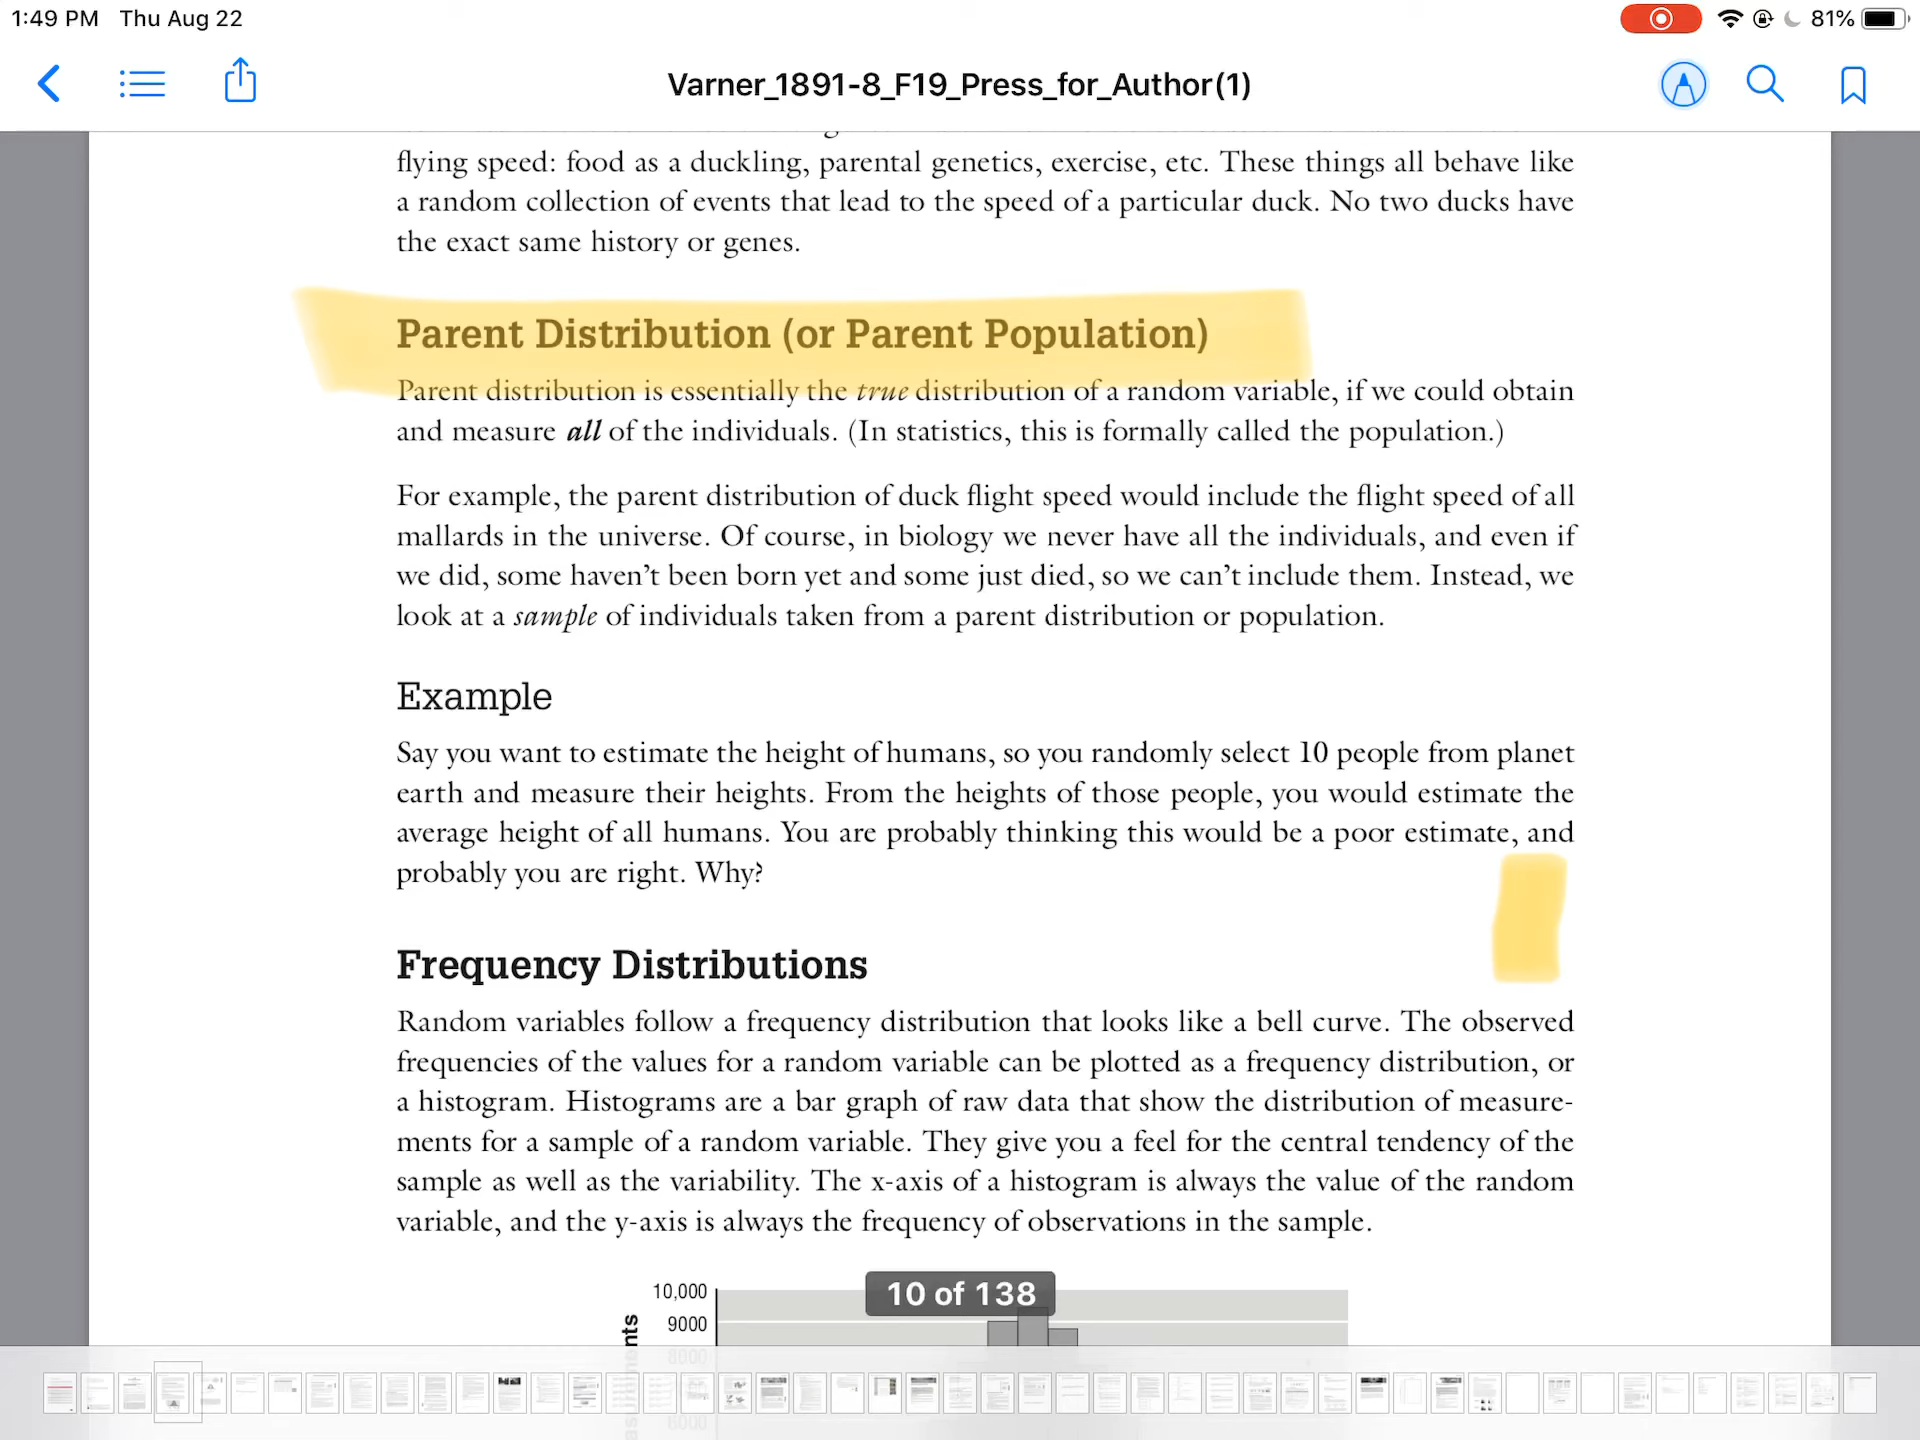 1:49 PM Thu Aug 22
81%
Varner_1891-8_F19_Press_for_Author(1)
flying speed: food as a duckling, parental genetics, exercise, etc. These things all behave like
a random collection of events that lead to the speed of a particular duck. No two ducks have
the exact same history or genes.
Parent Distribution (or Parent Population)
Parent distribution is essentially the true distribution of a random variable, if we could obtain
and measure all of the individuals. (In statistics, this is formally called the population.)
For example, the parent distribution of duck flight speed would include the flight speed of all
mallards in the universe. Of course, in biology we never have all the individuals, and even if
we did, some haven't been born yet and some just died, so we can't include them. Instead, we
look at a sample of individuals taken from a parent distribution or population.
Example
Say you want to estimate the height of humans, so you randomly select 10 people from planet
earth and measure their heights. From the heights of those people, you would estimate the
average height of all humans. You are probably thinking this would be a poor estimate, and
probably you are right. Why?
Frequency Distributions
Random variables follow a frequency distribution that looks like a bell curve. The observed
frequencies of the values for a random variable can be plotted as a frequency distribution, or
a histogram. Histograms are a bar graph of raw data that show the distribution of measure-
ments for a sample of a random variable. They give you a feel for the central tendency of the
sample as well as the variability. The x-axis of a histogram is always the value of the random
variable, and the y-axis is always the frequency of observations in the sample.
10,000
10 of 138
9000
8000
6000